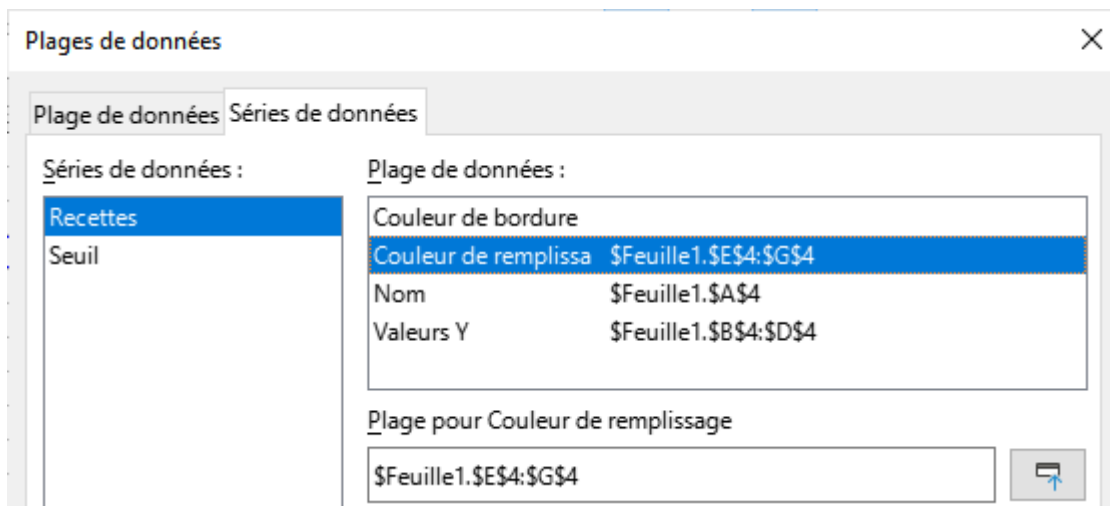 Plages de données
Plage de données Séries de données
Séries de données :
Plage de données :
Recettes
Seuil
Couleur de bordure
Couleur de remplissa $Feuille1.$E$4:$G$4
Nom $Feuille1.$A$4
Valeurs Y $Feuille1.$B$4:$D$4
Plage pour Couleur de remplissage
$Feuille1.$E$4:$G$4